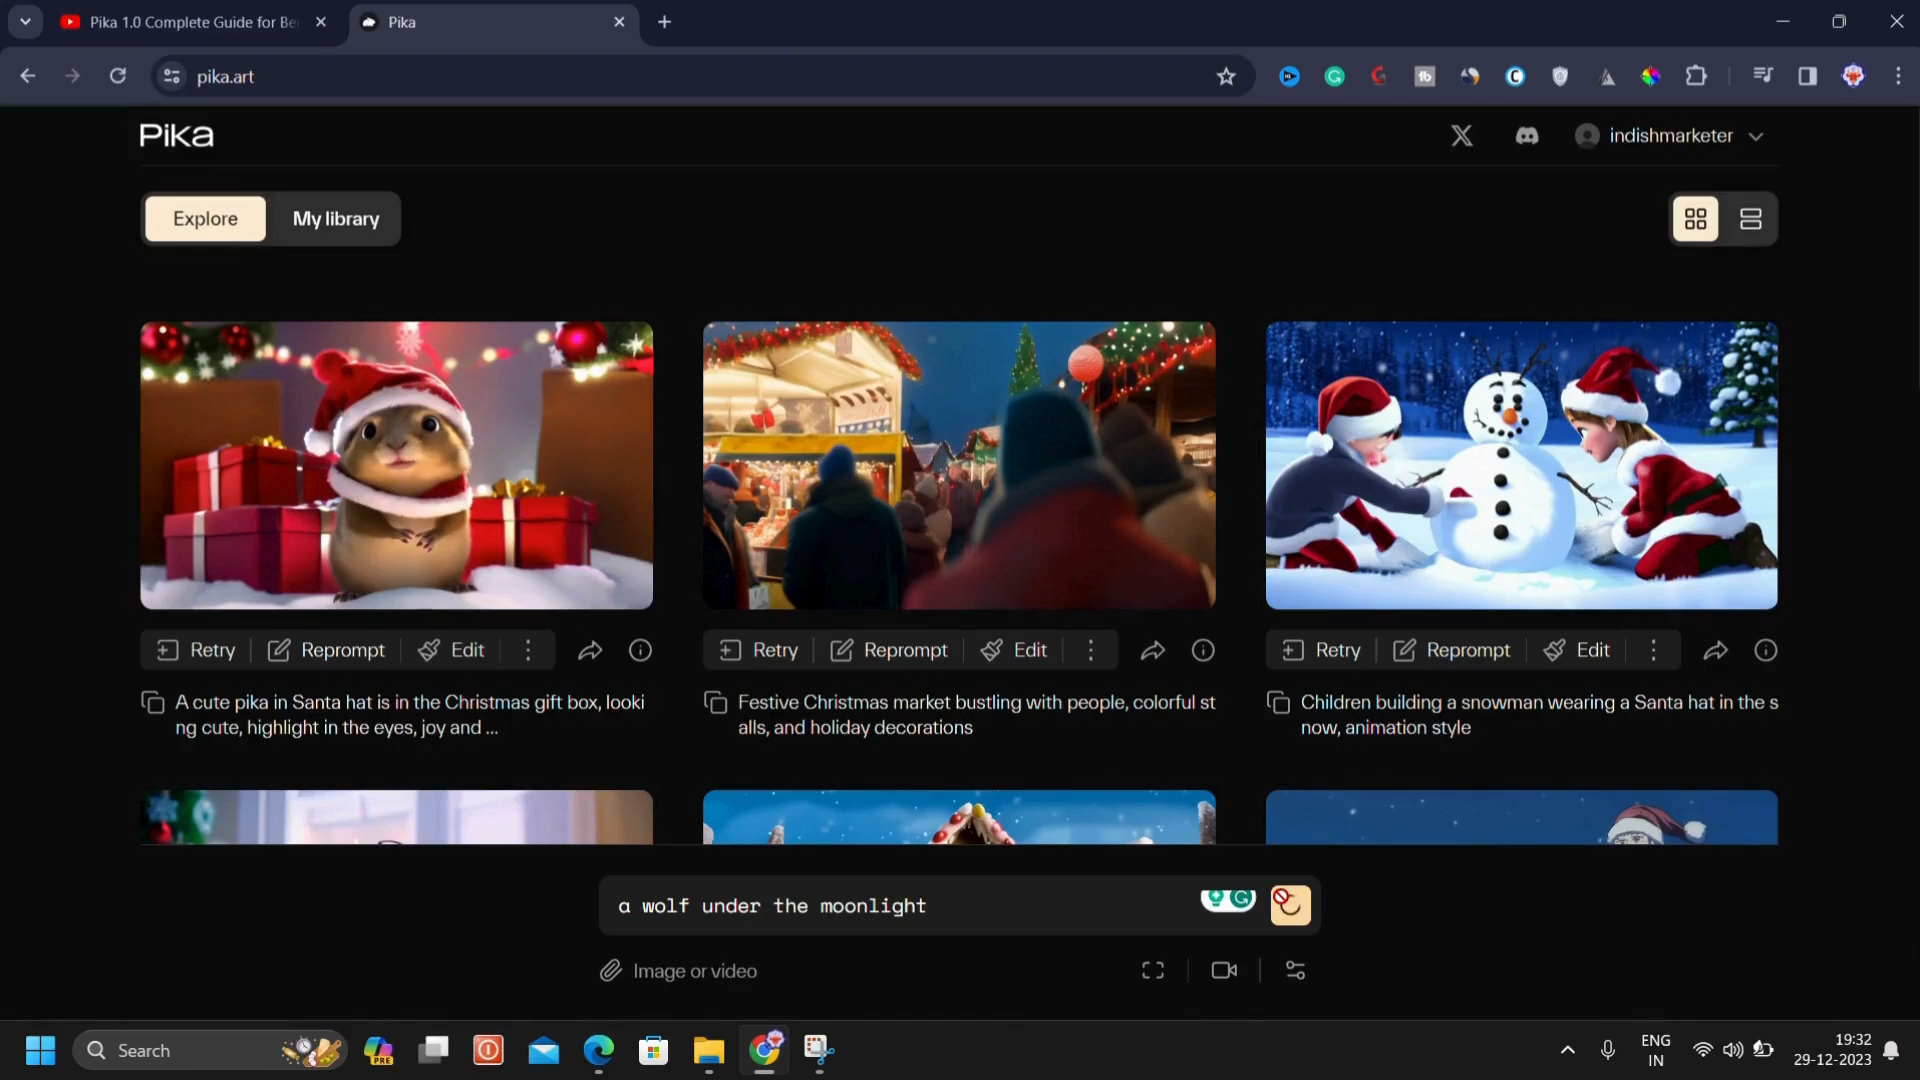 Pika 1.0 Complete Guide for Be
Pika
pika.art
Pika
indishmarketer
Explore
My library
Retry
Reprompt
Edit
Retry
Reprompt
Edit
Retry
Reprompt
Edit
A cute pika in Santa hat is in the Christmas gift box, looki
ng cute, highlight in the eyes, joy and ...
Festive Christmas market bustling with people, colorful st
alls, and holiday decorations
Children building a snowman wearing a Santa hat in the s
now, animation style
a wolf under the moonlight
Image or video
Search
PRE
ENG
IN
19:32
29-12-2023